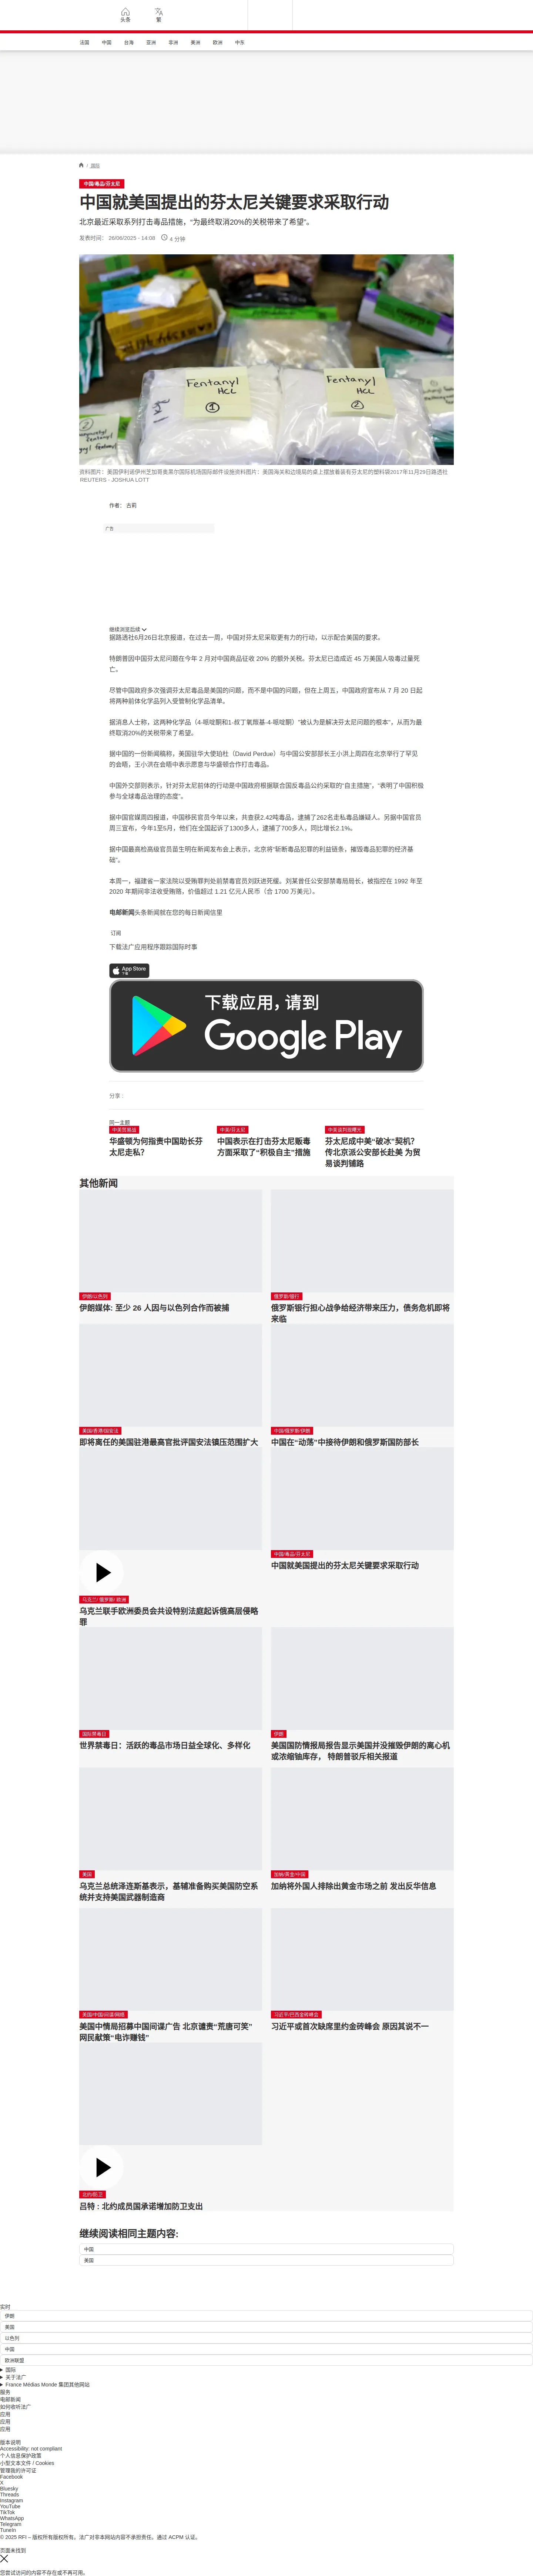 头条
繁
法国 中国 台海 亚洲 非洲 美洲 欧洲 中东
/ 国际
中国/毒品/芬太尼
中国就美国提出的芬太尼关键要求采取行动
北京最近采取系列打击毒品措施，“为最终取消20%的关税带来了希望”。
发表时间： 26/06/2025 - 14:08 4 分钟
Fentanyl HCL ①
Fentanyl HCL ②
资料图片：美国伊利诺伊州芝加哥奥黑尔国际机场国际邮件设施资料图片：美国海关和边境局的桌上摆放着装有芬太尼的塑料袋2017年11月29日路透社
REUTERS - JOSHUA LOTT
作者： 古莉
广告
继续浏览后续
据路透社6月26日北京报道，在过去一周，中国对芬太尼采取更有力的行动，以示配合美国的要求。
特朗普因中国芬太尼问题在今年 2 月对中国商品征收 20% 的额外关税。芬太尼已造成近 45 万美国人吸毒过量死
亡。
尽管中国政府多次强调芬太尼毒品是美国的问题，而不是中国的问题，但在上周五，中国政府宣布从 7 月 20 日起
将两种前体化学品列入受管制化学品清单。
据消息人士称，这两种化学品（4-哌啶酮和1-叔丁氧羰基-4-哌啶酮）“被认为是解决芬太尼问题的根本”，从而为最
终取消20%的关税带来了希望。
据中国的一份新闻稿称，美国驻华大使珀杜（David Perdue）与中国公安部部长王小洪上周四在北京举行了罕见
的会晤，王小洪在会晤中表示愿意与华盛顿合作打击毒品。
中国外交部则表示，针对芬太尼前体的行动是中国政府根据联合国反毒品公约采取的“自主措施”，“表明了中国积极
参与全球毒品治理的态度”。
据中国官媒周四报道，中国移民官员今年以来，共查获2.42吨毒品，逮捕了262名走私毒品嫌疑人。另据中国官员
周三宣布，今年1至5月，他们在全国起诉了1300多人，逮捕了700多人，同比增长2.1%。
据中国最高检高级官员苗生明在新闻发布会上表示，北京将“斩断毒品犯罪的利益链条，摧毁毒品犯罪的经济基
础”。
本周一，福建省一家法院以受贿罪判处前禁毒官员刘跃进死缓。刘某曾任公安部禁毒局局长，被指控在 1992 年至
2020 年期间非法收受贿赂，价值超过 1.21 亿元人民币（合 1700 万美元）。
电邮新闻头条新闻就在您的每日新闻信里
订阅
下载法广应用程序跟踪国际时事
App Store
下载
下载应用，请到
Google Play
分享 :
同一主题
中美贸易战
华盛顿为何指责中国助长芬
太尼走私？
中美/芬太尼
中国表示在打击芬太尼贩毒
方面采取了“积极自主”措施
中美谈判现曙光
芬太尼成中美“破冰”契机？
传北京派公安部长赴美 为贸
易谈判铺路
其他新闻
伊朗/以色列
伊朗媒体: 至少 26 人因与以色列合作而被捕
俄罗斯/银行
俄罗斯银行担心战争给经济带来压力，债务危机即将
来临
美国/香港/国安法
即将离任的美国驻港最高官批评国安法镇压范围扩大
中国/俄罗斯/伊朗
中国在“动荡”中接待伊朗和俄罗斯国防部长
乌克兰/ 俄罗斯/ 欧洲
乌克兰联手欧洲委员会共设特别法庭起诉俄高层侵略
罪
中国/毒品/芬太尼
中国就美国提出的芬太尼关键要求采取行动
国际禁毒日
世界禁毒日：活跃的毒品市场日益全球化、多样化
伊朗
美国国防情报局报告显示美国并没摧毁伊朗的离心机
或浓缩铀库存， 特朗普驳斥相关报道
美国
乌克兰总统泽连斯基表示，基辅准备购买美国防空系
统并支持美国武器制造商
加纳/黄金/中国
加纳将外国人排除出黄金市场之前 发出反华信息
美国/中国/间谍/网络
美国中情局招募中国间谍广告 北京谴责“荒唐可笑”
网民献策“电诈赚钱”
习近平/巴西金砖峰会
习近平或首次缺席里约金砖峰会 原因其说不一
北约/防卫
吕特 : 北约成员国承诺增加防卫支出
继续阅读相同主题内容:
中国
美国
实时
伊朗
美国
以色列
中国
欧洲联盟
国际
关于法广
France Médias Monde 集团其他网站
服务
电邮新闻
如何收听法广
应用
应用
应用
版本说明
Accessibility: not compliant
个人信息保护政策
小型文本文件 / Cookies
管理我的许可证
Facebook
X
Bluesky
Threads
Instagram
YouTube
TikTok
WhatsApp
Telegram
TuneIn
© 2025 RFI – 版权所有版权所有。法广对非本网站内容不承担责任。通过 ACPM 认证。
页面未找到
您尝试访问的内容不存在或不再可用。